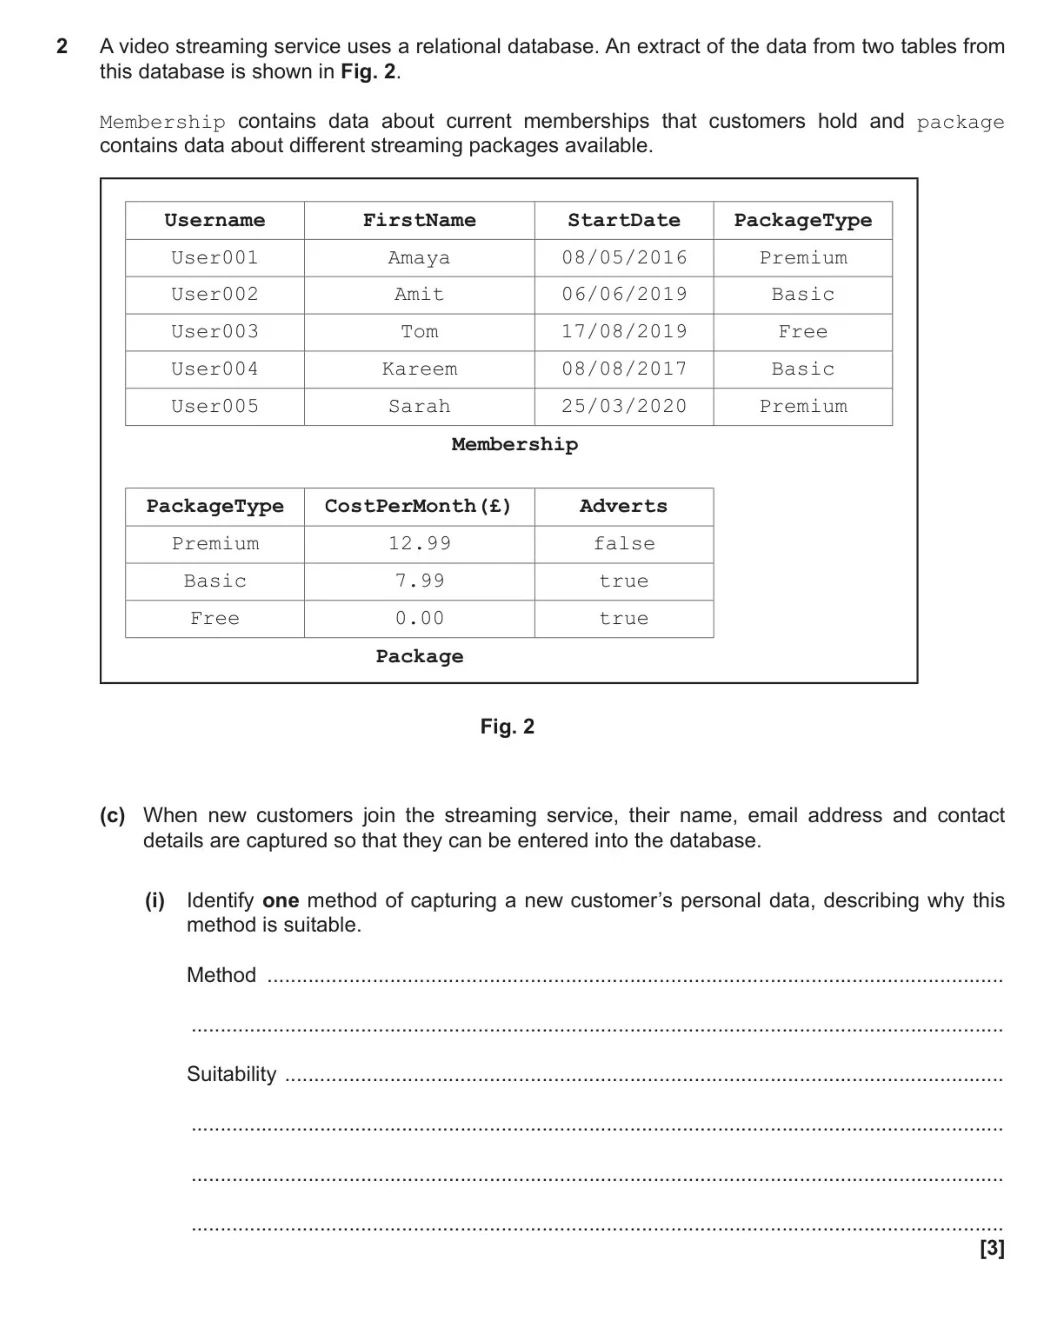 2 A video streaming service uses a relational database. An extract of the data from two tables from
this database is shown in Fig. 2.
Membership contains data about current memberships that customers hold and package
contains data about different streaming packages available.
Username FirstName StartDate PackageType
User001 Amaya 08/05/2016 Premium
User002 Amit 06/06/2019 Basic
User003 Tom 17/08/2019 Free
User004 Kareem 08/08/2017 Basic
User005 Sarah 25/03/2020 Premium
Membership
PackageType CostPerMonth(£) Adverts
Premium 12.99 false
Basic 7.99 true
Free 0.00 true
Package
Fig. 2
(c) When new customers join the streaming service, their name, email address and contact
details are captured so that they can be entered into the database.
(i) Identify one method of capturing a new customer's personal data, describing why this
method is suitable.
Method
Suitability
[3]